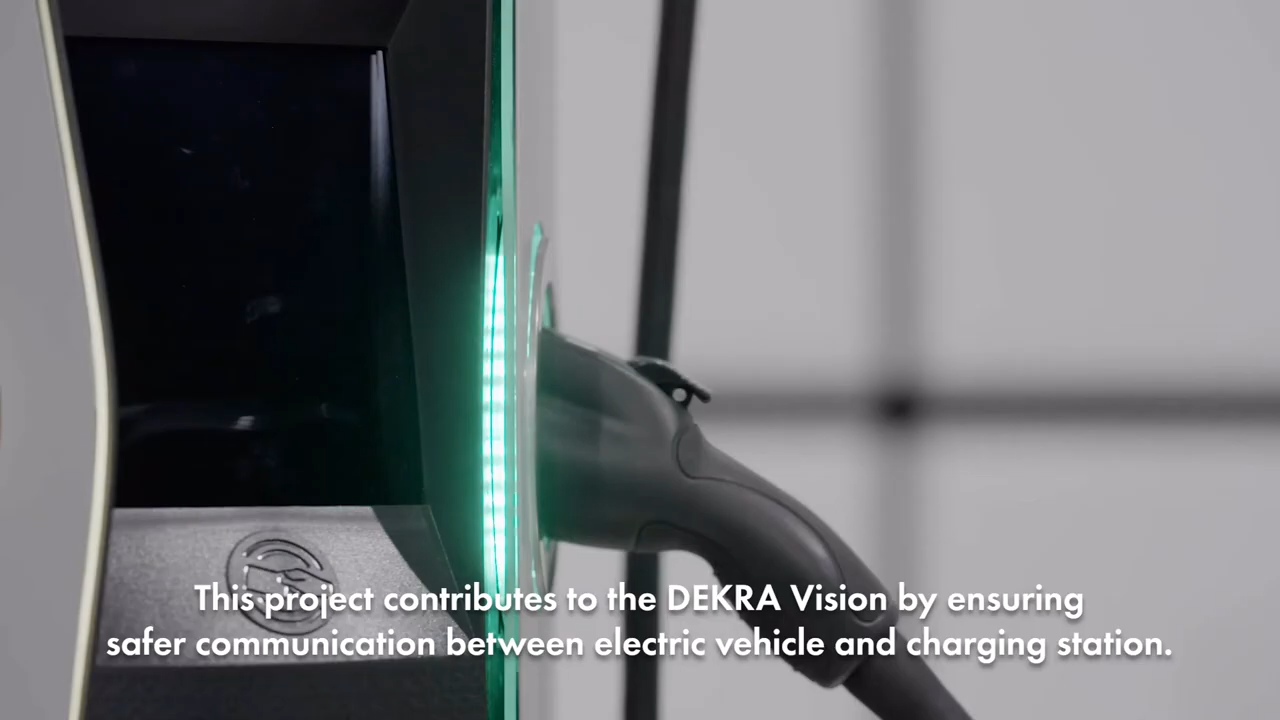 This project contributes to the DEKRA Vision by ensuring
safer communication between electric vehicle and charging station.